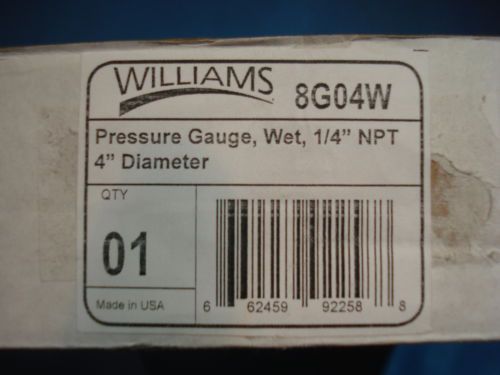 WILLIAMS
8G04W
Pressure Gauge, Wet, 1/4" NPT
4" Diameter
QTY
01
Made in USA
6 62459 92258 8